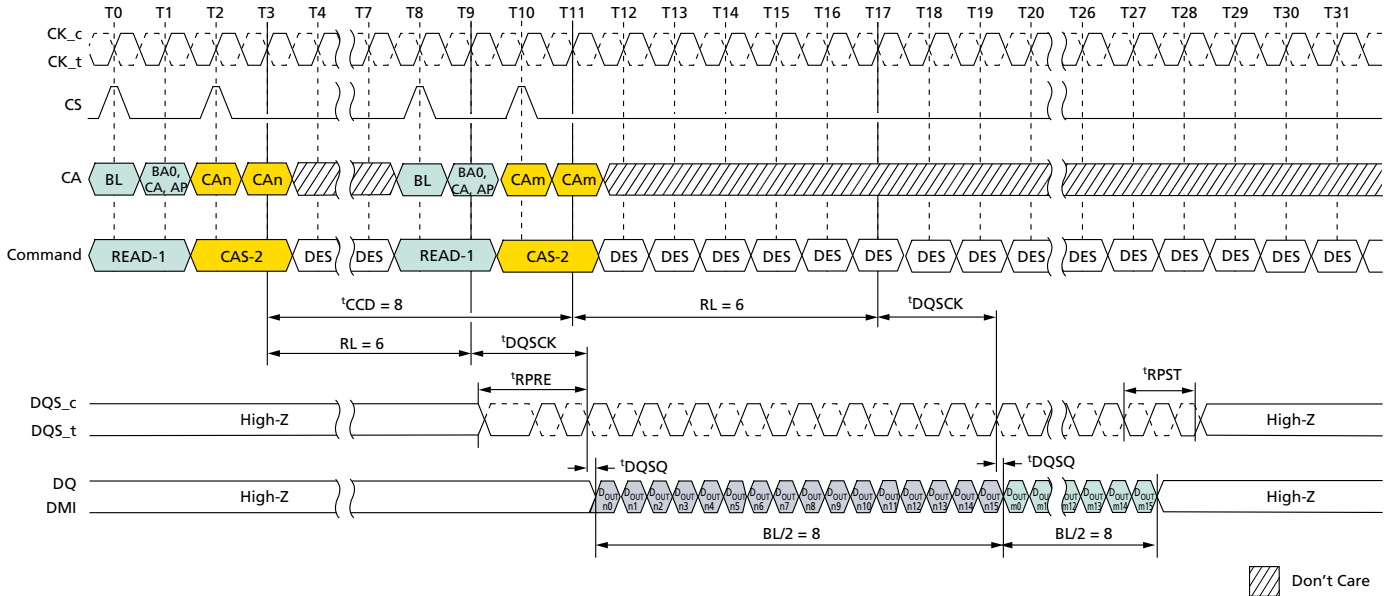 T0 T1 T2 T3 T4 T7 T8 T9 T10 T11 T12 T13 T14 T15 T16 T17 T18 T19 T20 T26 T27 T28 T29 T30 T31
CK_c
CK_t
CS
CA BL BA0, CA, AP CAn CAn BL BA0, CA, AP CAm CAm
Command READ-1 CAS-2 DES DES READ-1 CAS-2 DES DES DES DES DES DES DES DES DES DES DES DES DES DES DES
tCCD = 8 RL = 6 tDQSCK
RL = 6 tDQSCK
tRPRE tRPST
DQS_c
DQS_t
High-Z High-Z
tDQSQ tDQSQ
DQ
DMI
High-Z DOUT n0 DOUT n1 DOUT n2 DOUT n3 DOUT n4 DOUT n5 DOUT n6 DOUT n7 DOUT n8 DOUT n9 DOUT n10 DOUT n11 DOUT n12 DOUT n13 DOUT n14 DOUT n15 DOUT m0 DOUT m1 DOUT m12 DOUT m13 DOUT m14 DOUT m15 High-Z
BL/2 = 8 BL/2 = 8
Don't Care